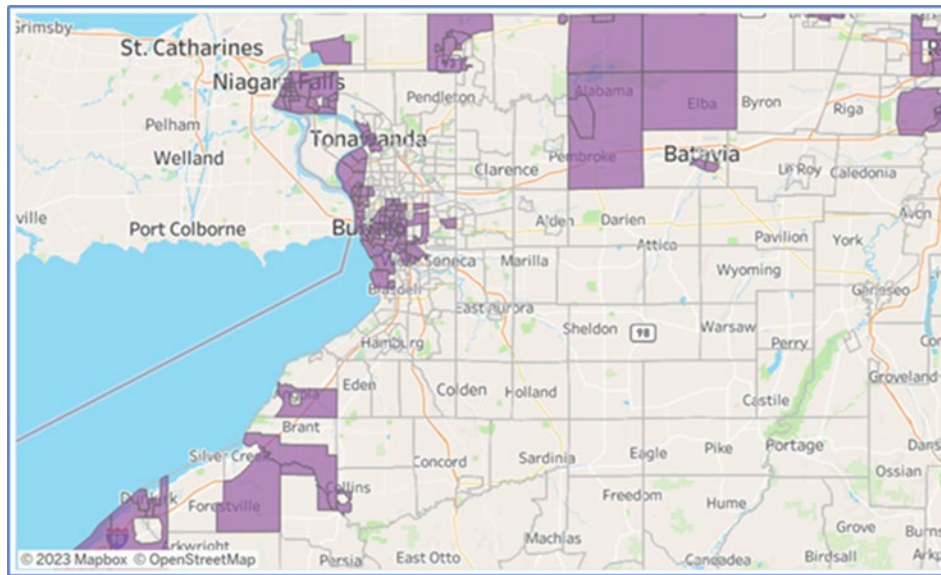 Grimsby
St. Catharines
Niagara Falls
Pendleton
Alabama
Elba
Byron
Riga
Pelham
Tonawanda
Welland
Clarence
Pembroke
Batavia
Le Roy
Caledonia
ville
Port Colborne
Alden
Darien
Pavilion
York
Avon
Seneca
Marilla
Attica
Wyoming
Geneseo
East Aurora
Sheldon
98
Warsaw
Hamburg
Perry
Groveland
Eden
Colden
Holland
Castile
Brant
Portage
Silver Creek
Concord
Sardinia
Eagle
Pike
Ossian
Collins
Dunkirk
Forestville
Freedom
Hume
Machias
Grove
Arkwright
Persia
East Otto
Caneadea
Birdsall
© 2023 Mapbox © OpenStreetMap